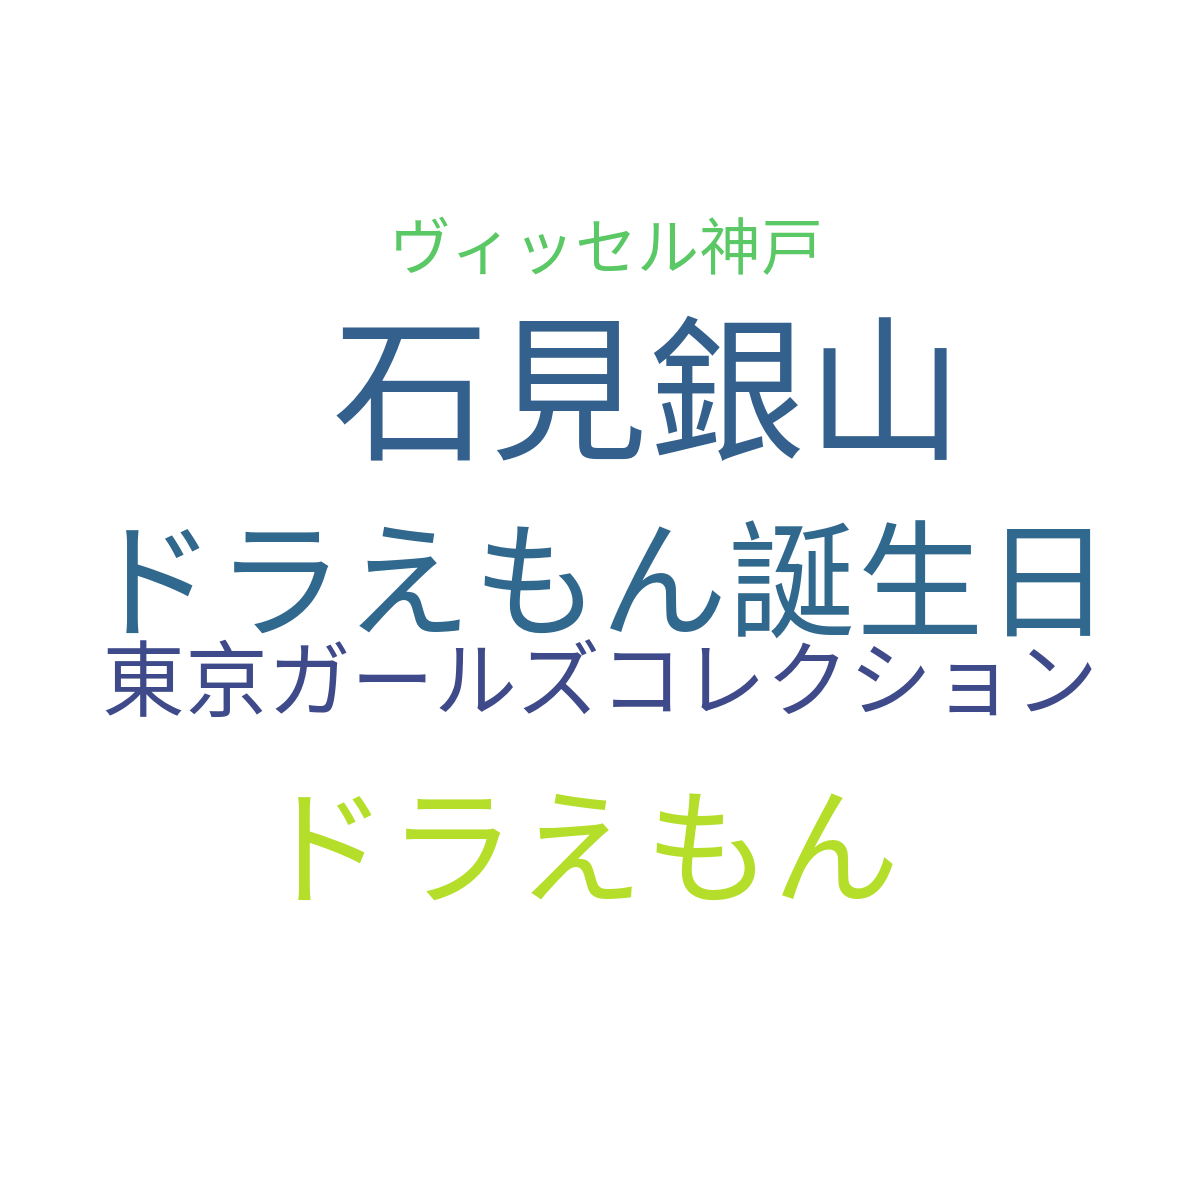 ヴィッセル神戸
石見銀山
ドラえもん誕生日
東京ガールズコレクション
ドラえもん